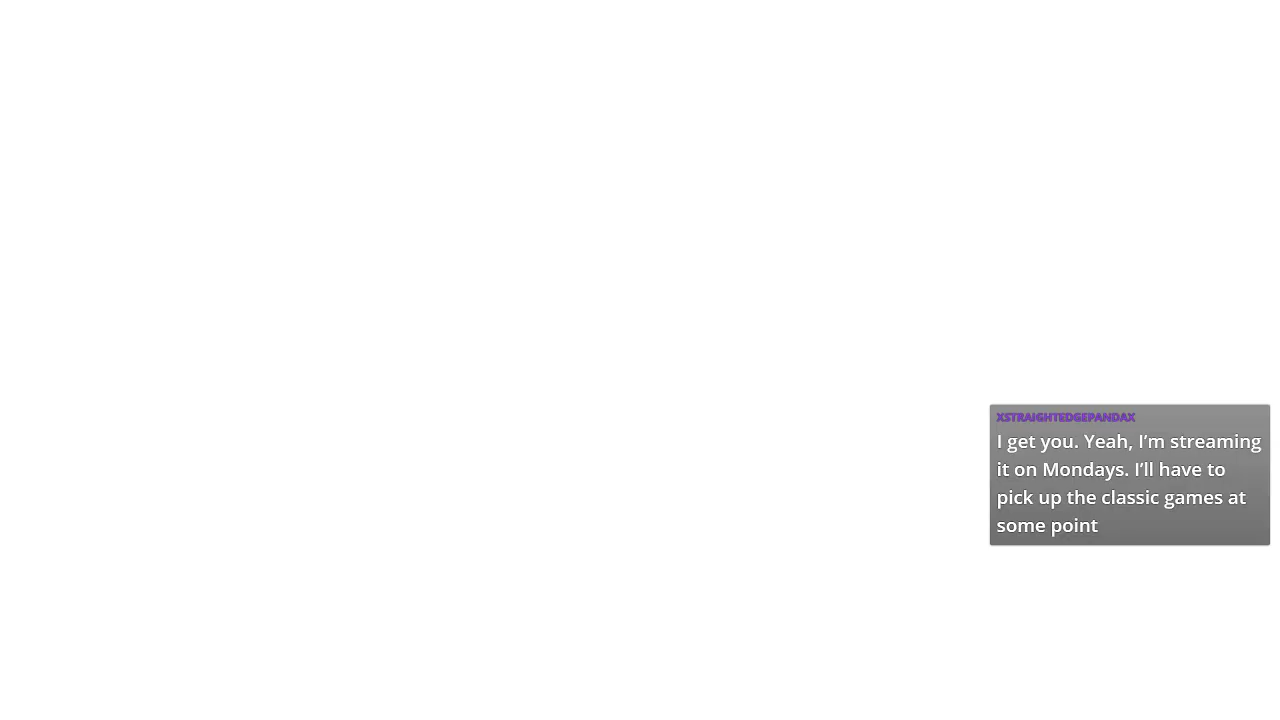 XSTRAIGHTEDGEPANDAX
I get you. Yeah, I'm streaming
it on Mondays. I'll have to
pick up the classic games at
some point